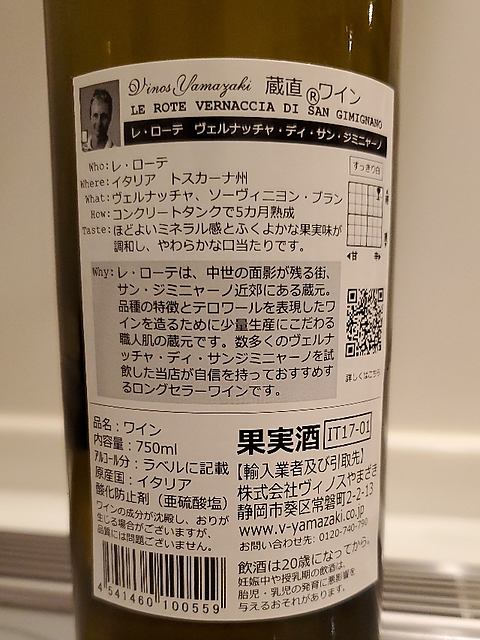 Vinos Yamazaki 蔵直®ワイン
LE ROTE VERNACCIA DI SAN GIMIGNANO
レ・ローテ ヴェルナッチャ・ディ・サン・ジミニャーノ
Who:レ・ローテ
Where:イタリア トスカーナ州
What:ヴェルナッチャ、ソーヴィニヨン・ブラン
How:コンクリートタンクで5カ月熟成
Taste:ほどよいミネラル感とふくよかな果実味が
調和し、やわらかな口当たりです。
すっきり白
◀甘 辛▶
Why:レ・ローテは、中世の面影が残る街、
サン・ジミニャーノ近郊にある蔵元。
品種の特徴とテロワールを表現したワ
インを造るために少量生産にこだわる
職人肌の蔵元です。数多くのヴェルナ
ッチャ・ディ・サンジミニャーノを試
飲した当店が自信を持っておすすめす
るロングセラーワインです。
詳しくはこちら
品名：ワイン
内容量：750ml
アルコール分：ラベルに記載
原産国：イタリア
酸化防止剤（亜硫酸塩）
ワインの成分が沈殿し、おりが
生じる場合がございますが、
品質には問題ございません。
4 541460 100559
果実酒 IT17-01
【輸入業者及び引取先】
株式会社ヴィノスやまざき
静岡市葵区常磐町2-2-13
www.v-yamazaki.co.jp
お問い合わせ先: 0120-740-790
飲酒は20歳になってから。
妊娠中や授乳期の飲酒は、
胎児・乳児の発育に悪影響を
与えるおそれがあります。